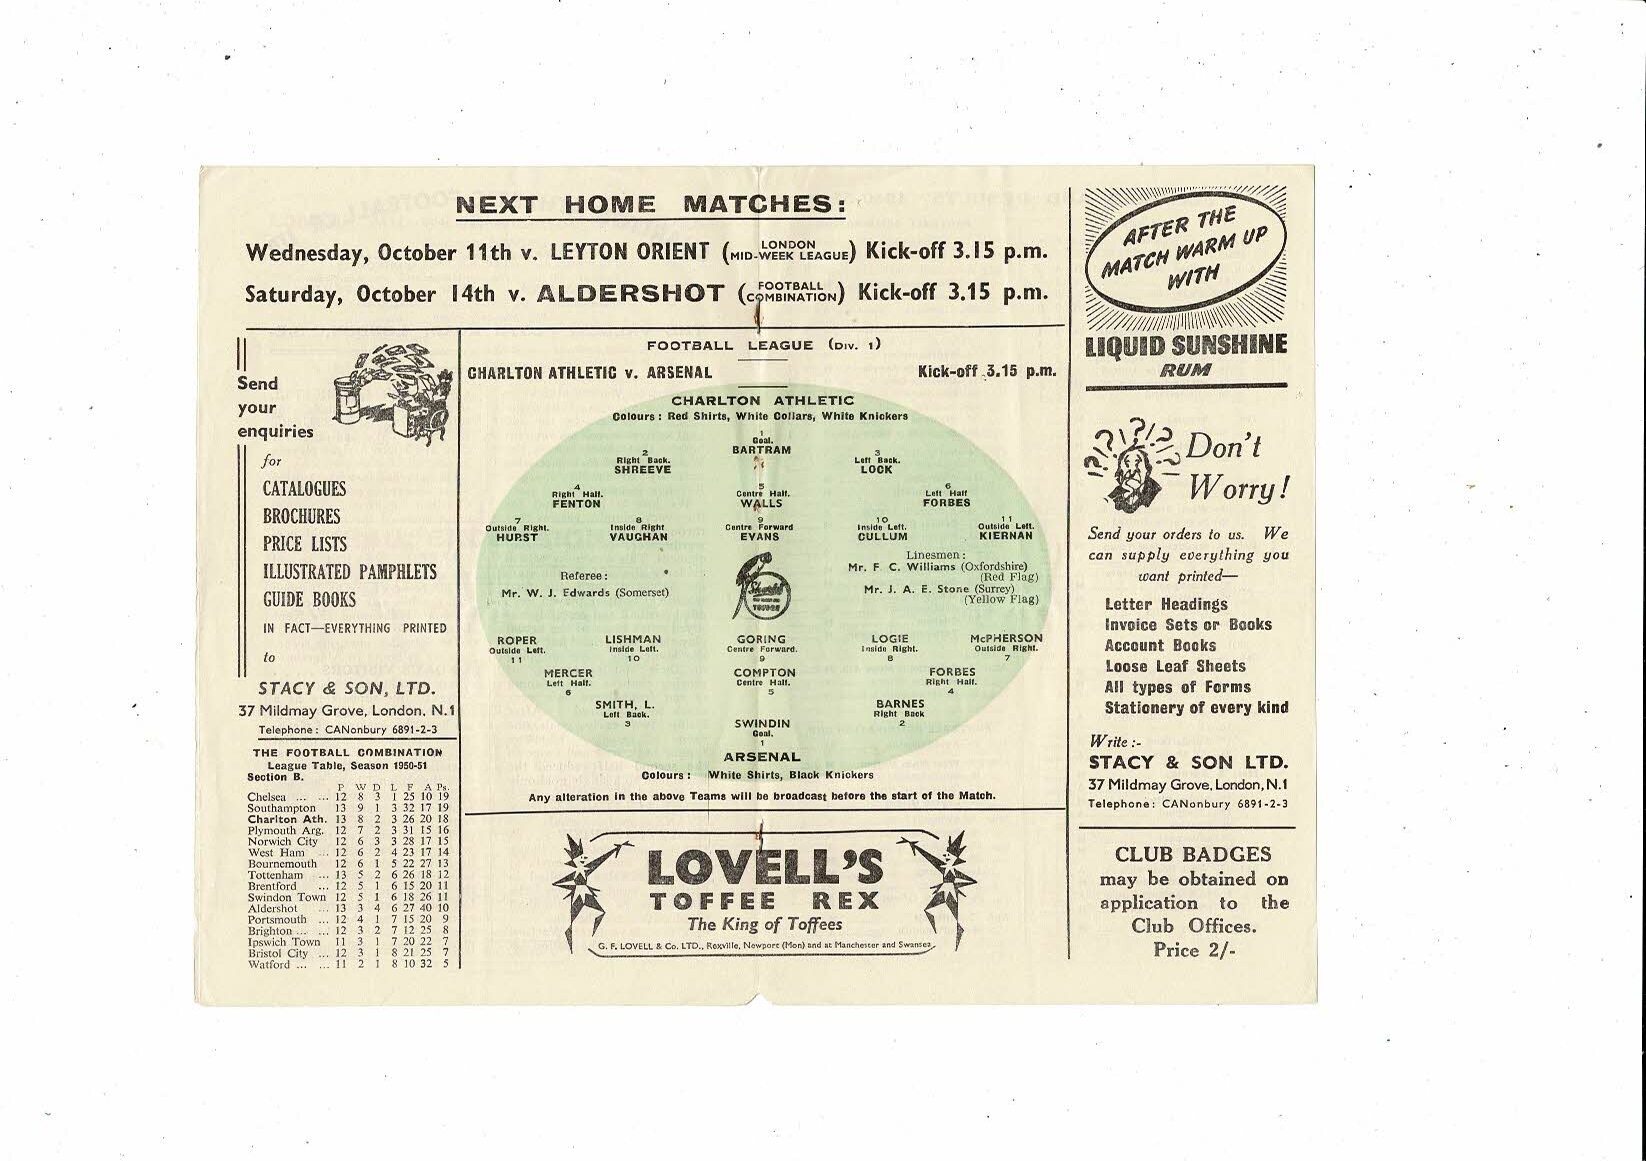 NEXT HOME MATCHES:
Wednesday, October 11th v. LEYTON ORIENT (LONDON MID-WEEK LEAGUE) Kick-off 3.15 p.m.
Saturday, October 14th v. ALDERSHOT (FOOTBALL COMBINATION) Kick-off 3.15 p.m.
Send
your
enquiries
for
CATALOGUES
BROCHURES
PRICE LISTS
ILLUSTRATED PAMPHLETS
GUIDE BOOKS
IN FACT—EVERYTHING PRINTED
to
STACY & SON, LTD.
37 Mildmay Grove, London, N.1
Telephone: CANonbury 6891-2-3
THE FOOTBALL COMBINATION
League Table, Season 1950-51
Section B.
P W D L F A Ps.
Chelsea ... ... 12 8 3 1 25 10 19
Southampton 13 9 1 3 32 17 19
Charlton Ath. 13 8 2 3 26 20 18
Plymouth Arg. 12 7 2 3 31 15 16
Norwich City 12 6 3 3 28 17 15
West Ham ... 12 6 2 4 23 17 14
Bournemouth 12 6 1 5 22 27 13
Tottenham ... 13 5 2 6 26 18 12
Brentford ... 12 5 1 6 15 20 11
Swindon Town 12 5 1 6 18 26 11
Aldershot ... 13 3 4 6 27 40 10
Portsmouth ... 12 4 1 7 15 20 9
Brighton ... ... 12 3 2 7 12 25 8
Ipswich Town 11 3 1 7 20 22 7
Bristol City ... 12 3 1 8 21 25 7
Watford ... ... 11 2 1 8 10 32 5
FOOTBALL LEAGUE (DIV. 1)
CHARLTON ATHLETIC v. ARSENAL Kick-off 3.15 p.m.
CHARLTON ATHLETIC
Colours: Red Shirts, White Collars, White Knickers
1
Goal.
BARTRAM
2 3
Right Back. Left Back.
SHREEVE LOCK
4 5 6
Right Half. Centre Half. Left Half
FENTON WALLS FORBES
7 8 9 10 11
Outside Right. Inside Right Centre Forward Inside Left. Outside Left.
HURST VAUGHAN EVANS CULLUM KIERNAN
Referee:
Mr. W. J. Edwards (Somerset)
Linesmen:
Mr. F C. Williams (Oxfordshire)
(Red Flag)
Mr. J. A. E. Stone (Surrey)
(Yellow Flag)
ROPER LISHMAN GORING LOGIE McPHERSON
Outside Left. Inside Left. Centre Forward. Inside Right. Outside Right.
11 10 9 8 7
MERCER COMPTON FORBES
Left Half. Centre Half. Right Half.
6 5 4
SMITH, L. BARNES
Left Back. Right Back
3 2
SWINDIN
Goal.
1
ARSENAL
Colours: White Shirts, Black Knickers
Any alteration in the above Teams will be broadcast before the start of the Match.
LOVELL'S
TOFFEE REX
The King of Toffees
G. F. LOVELL & Co. LTD., Rexville, Newport (Mon) and at Manchester and Swansea.
AFTER THE
MATCH WARM UP
WITH
LIQUID SUNSHINE
RUM
Don't
Worry!
Send your orders to us. We
can supply everything you
want printed—
Letter Headings
Invoice Sets or Books
Account Books
Loose Leaf Sheets
All types of Forms
Stationery of every kind
Write:-
STACY & SON LTD.
37 Mildmay Grove, London, N.1
Telephone: CANonbury 6891-2-3
CLUB BADGES
may be obtained on
application to the
Club Offices.
Price 2/-